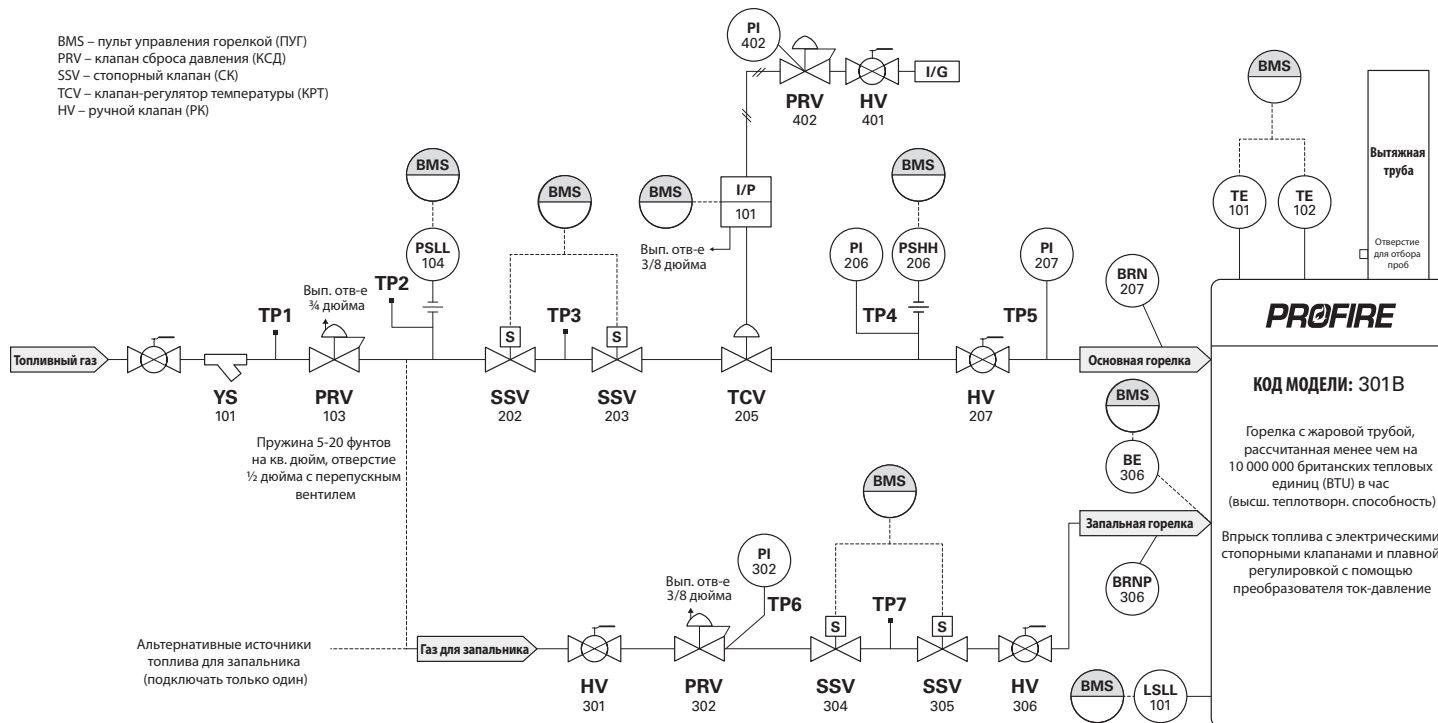 BMS – пульт управления горелкой (ПУГ)
PRV – клапан сброса давления (КСД)
SSV – стопорный клапан (СК)
TCV – клапан-регулятор температуры (КРТ)
HV – ручной клапан (РК)
PI
402
PRV
402
HV
401
I/G
BMS
TE
101
TE
102
Вытяжная
труба
Отверстие
для отбора
проб
BMS
PSLL
104
BMS
BMS
I/P
101
Вып. отв-е
3/8 дюйма
BMS
PI
206
PSHH
206
PI
207
BRN
207
TP1
Вып. отв-е
¾ дюйма
TP2
TP3
TP4
TP5
S
S
Топливный газ
YS
101
PRV
103
SSV
202
SSV
203
TCV
205
HV
207
Основная горелка
Пружина 5-20 фунтов
на кв. дюйм, отверстие
½ дюйма с перепускным
вентилем
PROFIRE
КОД МОДЕЛИ: 301B
Горелка с жаровой трубой,
рассчитанная менее чем на
10 000 000 британских тепловых
единиц (BTU) в час
(высш. теплотворн. способность)
Впрыск топлива с электрическими
стопорными клапанами и плавной
регулировкой с помощью
преобразователя ток-давление
BMS
BE
306
Запальная горелка
BRNP
306
BMS
PI
302
Вып. отв-е
3/8 дюйма
TP6
TP7
S
S
Альтернативные источники
топлива для запальника
(подключать только один)
Газ для запальника
HV
301
PRV
302
SSV
304
SSV
305
HV
306
BMS
LSLL
101